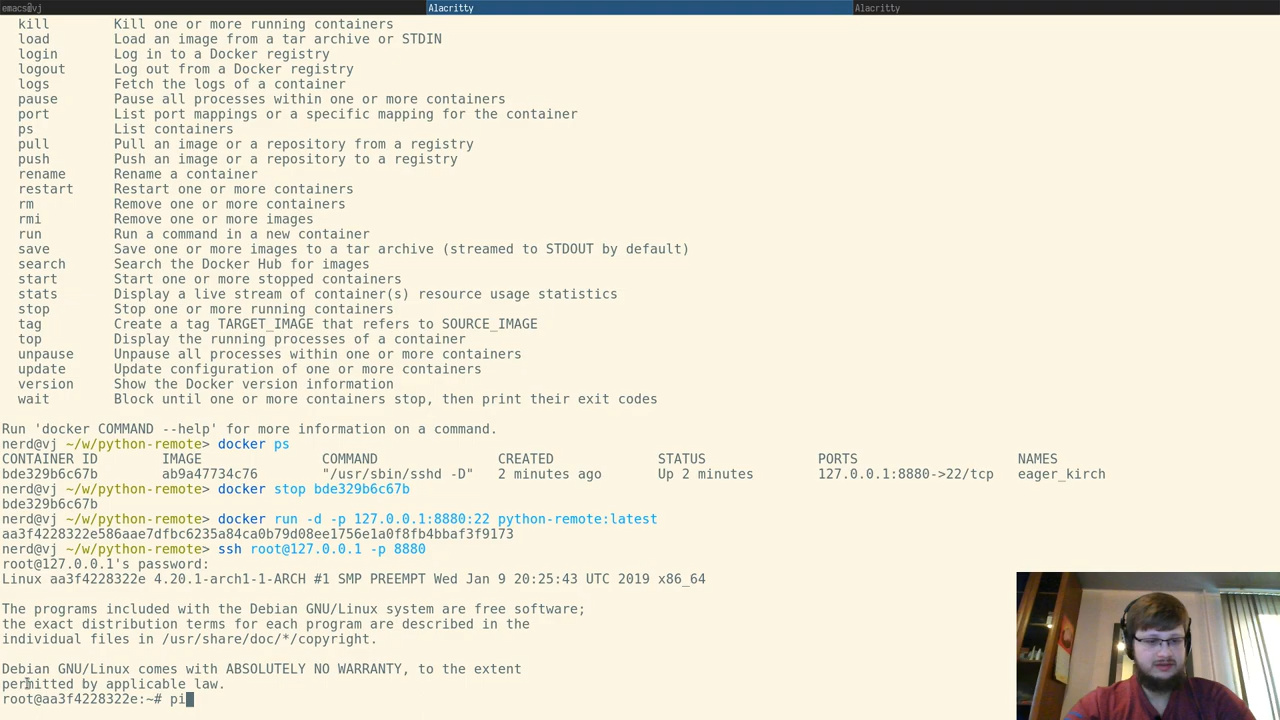 emacs@vj Alacritty Alacritty
kill Kill one or more running containers
load Load an image from a tar archive or STDIN
login Log in to a Docker registry
logout Log out from a Docker registry
logs Fetch the logs of a container
pause Pause all processes within one or more containers
port List port mappings or a specific mapping for the container
ps List containers
pull Pull an image or a repository from a registry
push Push an image or a repository to a registry
rename Rename a container
restart Restart one or more containers
rm Remove one or more containers
rmi Remove one or more images
run Run a command in a new container
save Save one or more images to a tar archive (streamed to STDOUT by default)
search Search the Docker Hub for images
start Start one or more stopped containers
stats Display a live stream of container(s) resource usage statistics
stop Stop one or more running containers
tag Create a tag TARGET_IMAGE that refers to SOURCE_IMAGE
top Display the running processes of a container
unpause Unpause all processes within one or more containers
update Update configuration of one or more containers
version Show the Docker version information
wait Block until one or more containers stop, then print their exit codes
Run 'docker COMMAND --help' for more information on a command.
nerd@vj ~/w/python-remote> docker ps
CONTAINER ID IMAGE COMMAND CREATED STATUS PORTS NAMES
bde329b6c67b ab9a47734c76 "/usr/sbin/sshd -D" 2 minutes ago Up 2 minutes 127.0.0.1:8880->22/tcp eager_kirch
nerd@vj ~/w/python-remote> docker stop bde329b6c67b
bde329b6c67b
nerd@vj ~/w/python-remote> docker run -d -p 127.0.0.1:8880:22 python-remote:latest
aa3f4228322e586aae7dfbc6235a84ca0b79d08ee1756e1a0f8fb4bbaf3f9173
nerd@vj ~/w/python-remote> ssh root@127.0.0.1 -p 8880
root@127.0.0.1's password:
Linux aa3f4228322e 4.20.1-arch1-1-ARCH #1 SMP PREEMPT Wed Jan 9 20:25:43 UTC 2019 x86_64
The programs included with the Debian GNU/Linux system are free software;
the exact distribution terms for each program are described in the
individual files in /usr/share/doc/*/copyright.
Debian GNU/Linux comes with ABSOLUTELY NO WARRANTY, to the extent
permitted by applicable law.
root@aa3f4228322e:~# pi